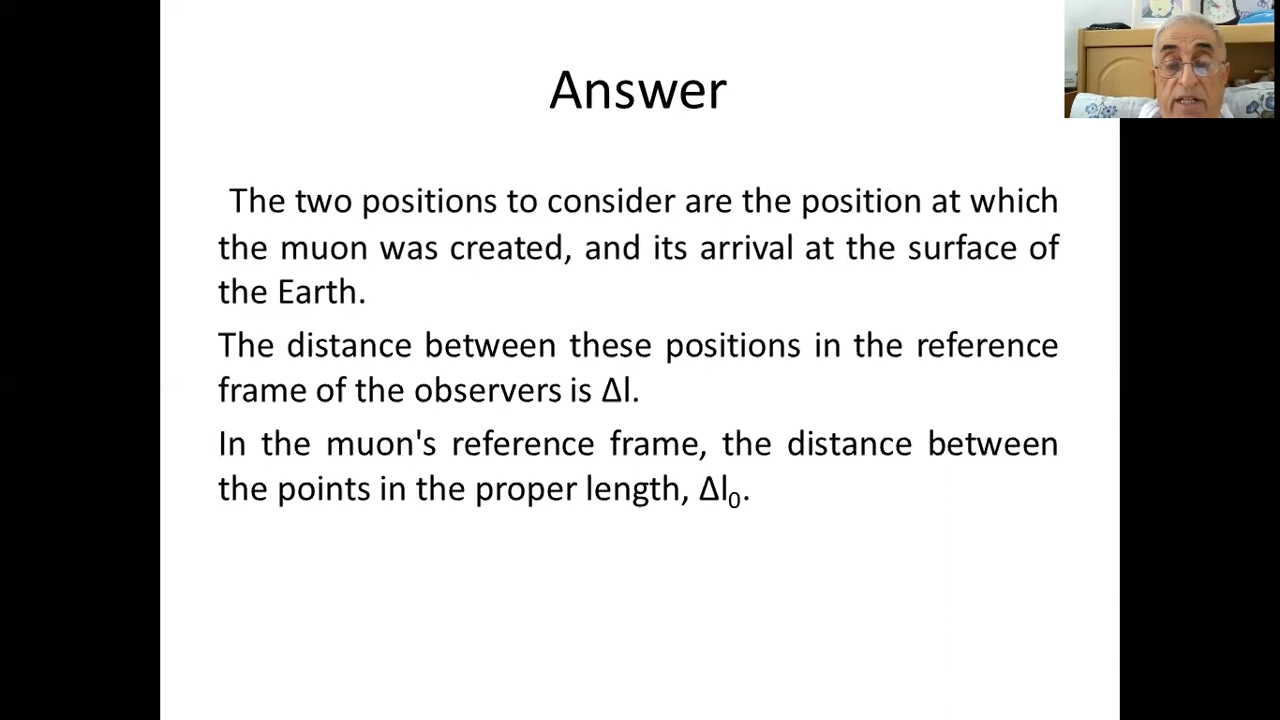 Answer
The two positions to consider are the position at which
the muon was created, and its arrival at the surface of
the Earth.
The distance between these positions in the reference
frame of the observers is Δl.
In the muon's reference frame, the distance between
the points in the proper length, Δl₀.